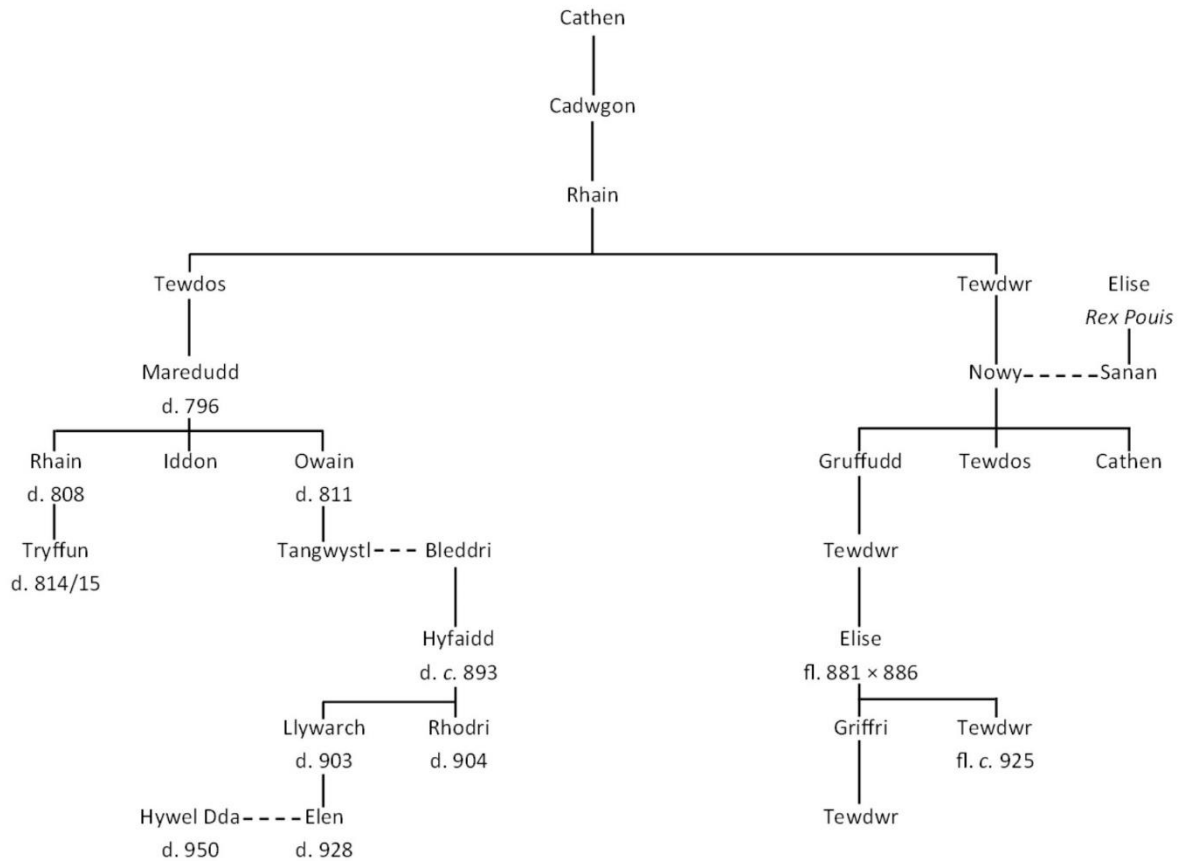 Cathen
Cadwgon
Rhain
Tewdos Tewdwr Elise
Rex Pouis
Maredudd Nowy Sanan
d. 796
Rhain Iddon Owain Gruffudd Tewdos Cathen
d. 808 d. 811
Tryffun Tangwystl Bleddri Tewdwr
d. 814/15
Hyfaidd Elise
d. c. 893 fl. 881 × 886
Llywarch Rhodri Griffri Tewdwr
d. 903 d. 904 fl. c. 925
Hywel Dda Elen Tewdwr
d. 950 d. 928